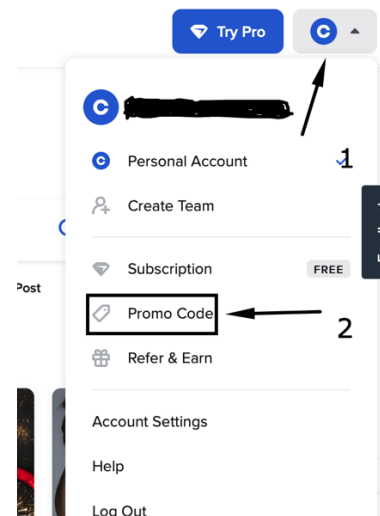 Try Pro
C
C
Personal Account
1
C
Create Team
Subscription
FREE
Post
Promo Code
2
Refer & Earn
Account Settings
Help
Log Out